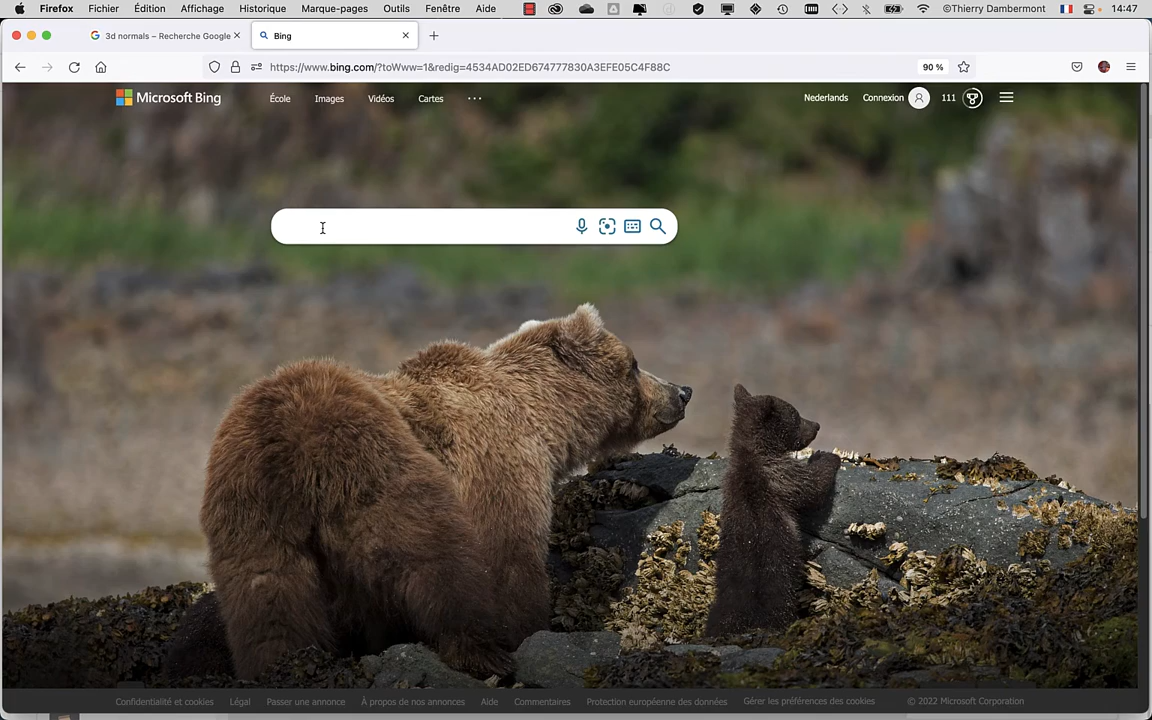 Firefox Fichier Édition Affichage Historique Marque-pages Outils Fenêtre Aide ©Thierry Dambermont 14:47
3d normals – Recherche Google Bing
https://www.bing.com/?toWww=1&redig=4534AD02ED674777830A3EFE05C4F88C 90 %
Microsoft Bing École Images Vidéos Cartes Nederlands Connexion 111
Confidentialité et cookies Légal Passer une annonce À propos de nos annonces Aide Commentaires Protection européenne des données Gérer les préférences des cookies © 2022 Microsoft Corporation